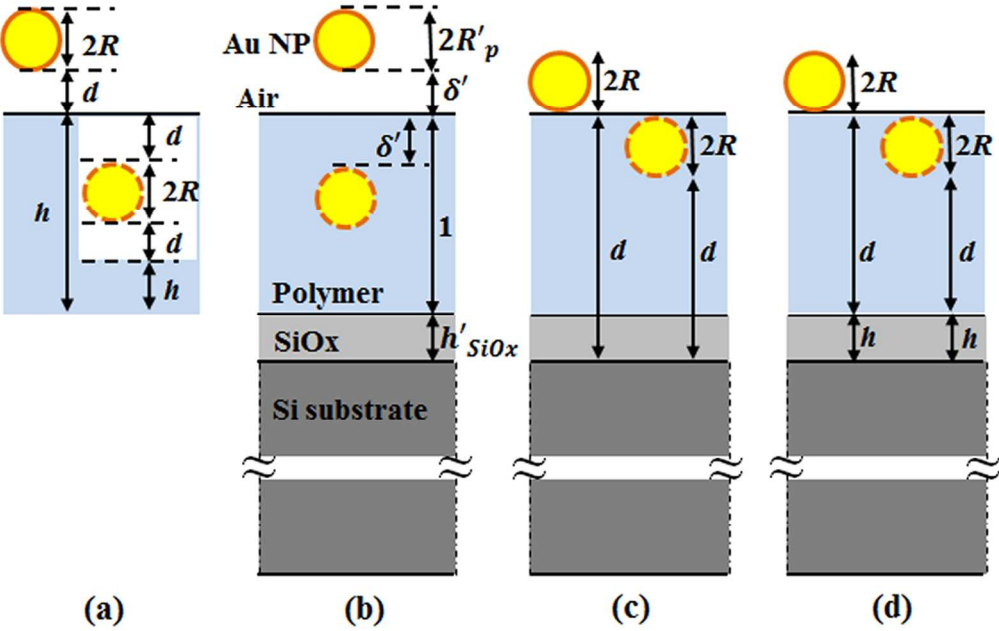 2R
d
h
d
2R
d
h
(a)
Au NP
2R'p
δ'
Air
δ'
1
Polymer
SiOx
h'SiOx
Si substrate
(b)
2R
2R
d
d
(c)
2R
2R
d
d
h
h
(d)